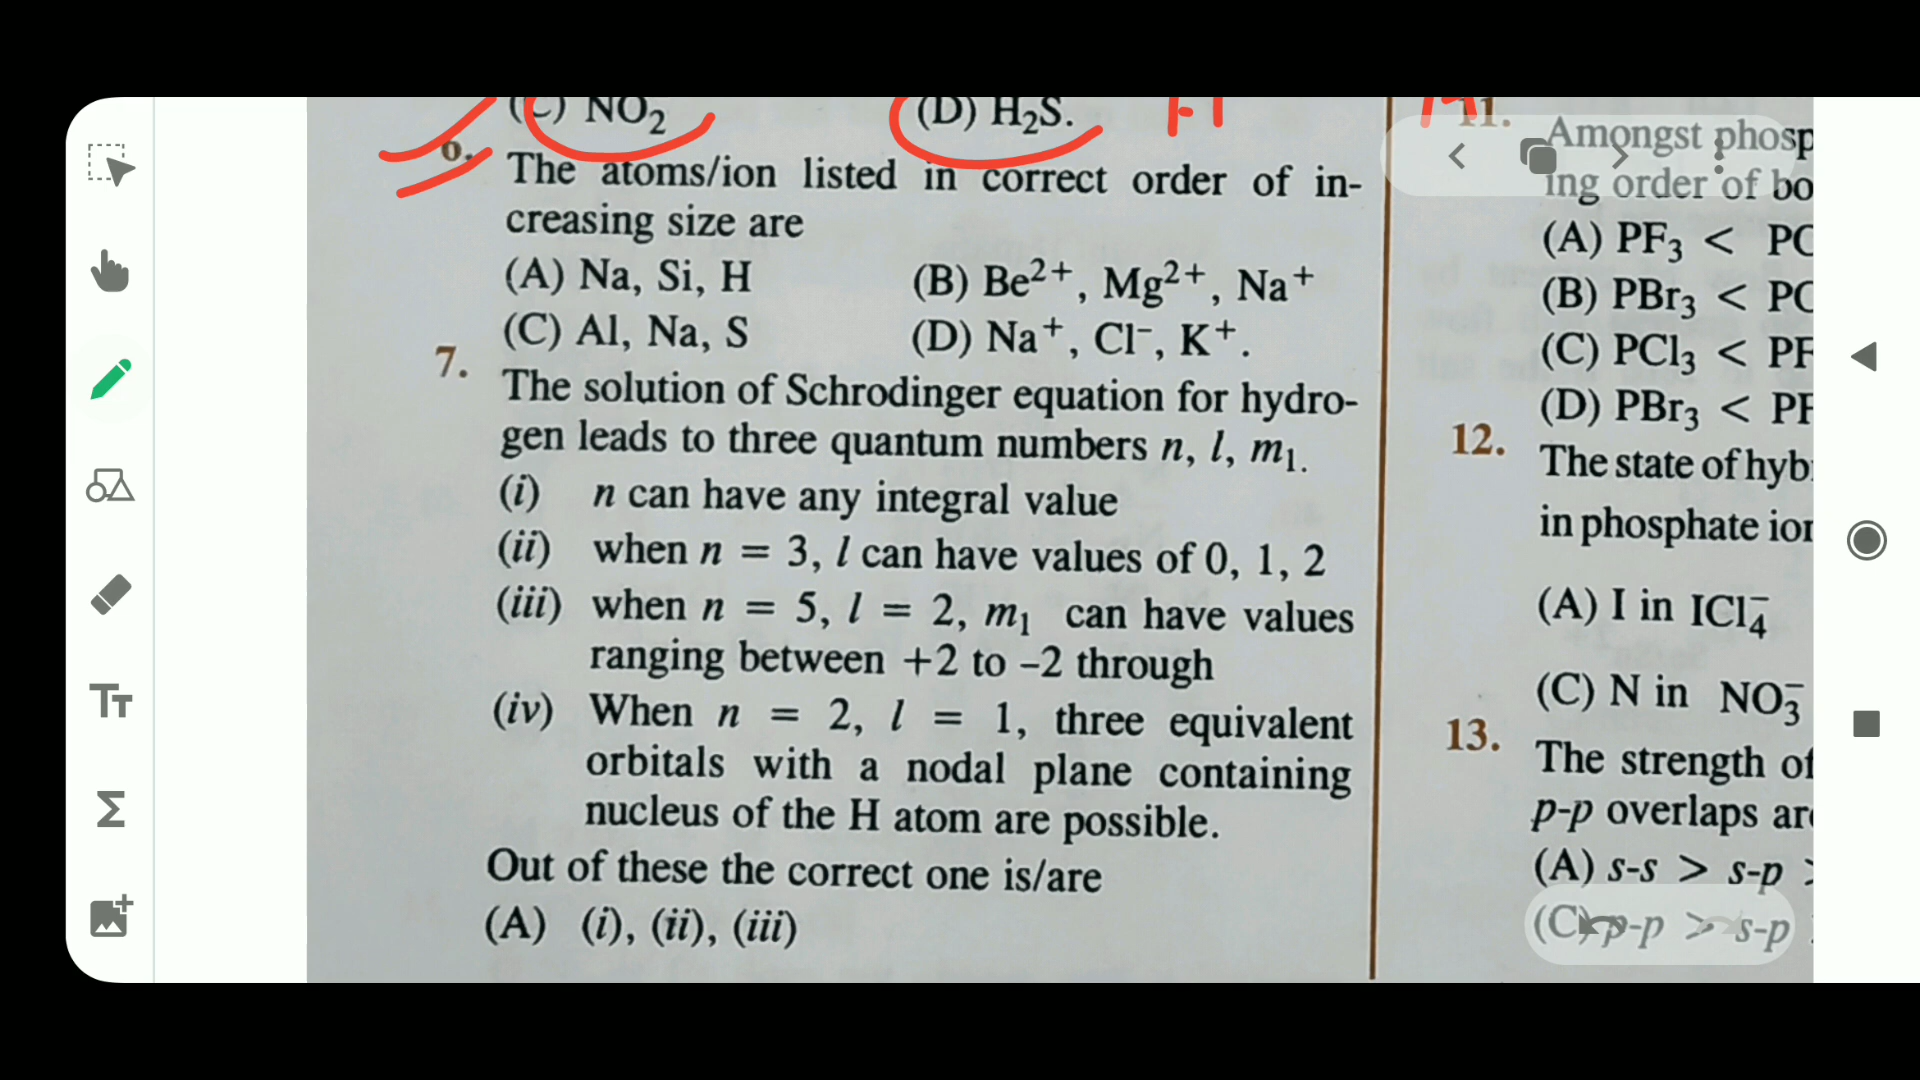 (C) NO2 (D) H2S.
6. The atoms/ion listed in correct order of in-
creasing size are
(A) Na, Si, H (B) Be2+, Mg2+, Na+
(C) Al, Na, S (D) Na+, Cl–, K+.
7. The solution of Schrodinger equation for hydro-
gen leads to three quantum numbers n, l, m1.
(i) n can have any integral value
(ii) when n = 3, l can have values of 0, 1, 2
(iii) when n = 5, l = 2, m1 can have values
ranging between +2 to –2 through
(iv) When n = 2, l = 1, three equivalent
orbitals with a nodal plane containing
nucleus of the H atom are possible.
Out of these the correct one is/are
(A) (i), (ii), (iii)
11. Amongst phosp
ing order of bo
(A) PF3 < PC
(B) PBr3 < PC
(C) PCl3 < PF
(D) PBr3 < PF
12. The state of hyb
in phosphate ion
(A) I in ICl4–
(C) N in NO3–
13. The strength of
p-p overlaps are
(A) s-s > s-p >
(C) p-p > s-p
TT
Σ